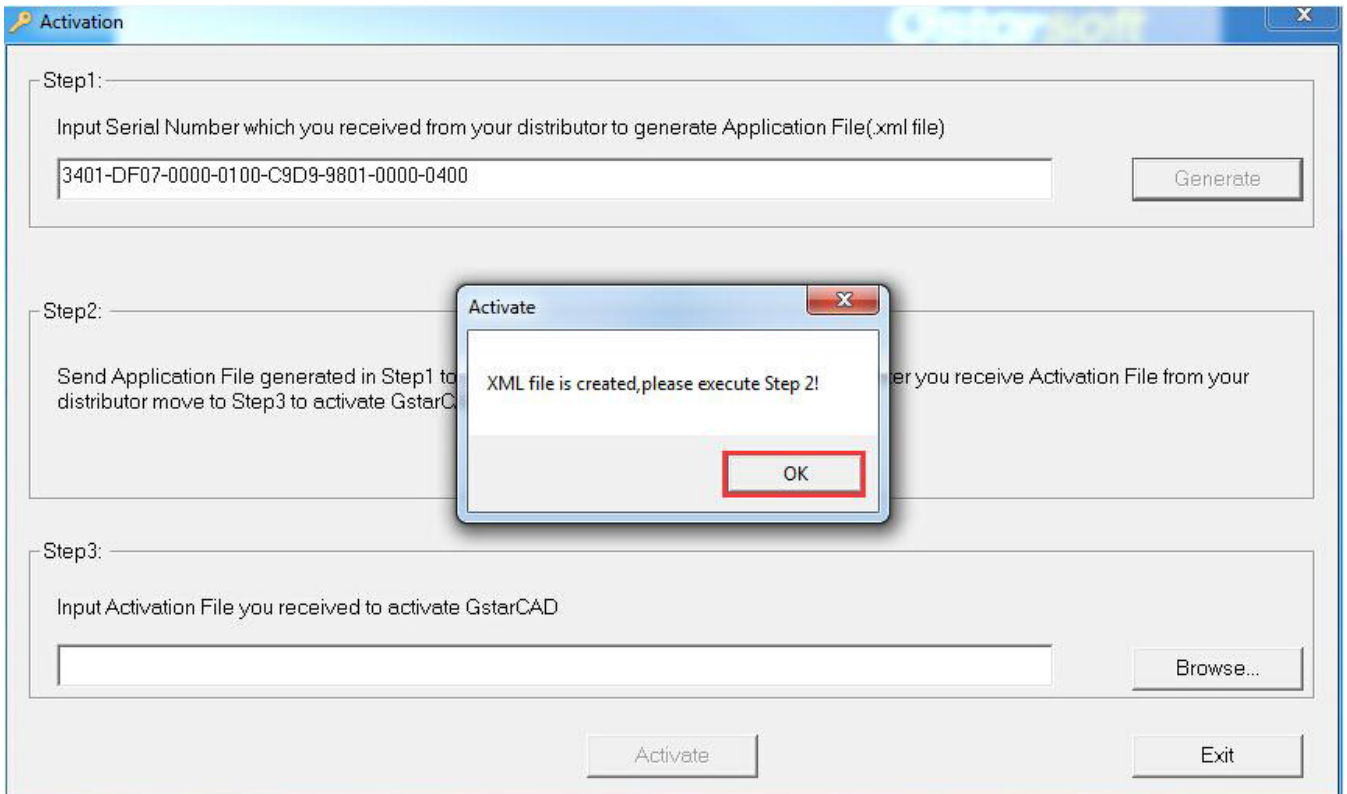 Activation
Gstarsoft
Step1:
Input Serial Number which you received from your distributor to generate Application File(.xml file)
3401-DF07-0000-0100-C9D9-9801-0000-0400
Generate
Step2:
Send Application File generated in Step1 to
you receive Activation File from your
distributor move to Step3 to activate
Activate
XML file is created,please execute Step 2!
OK
Step3:
Input Activation File you received to activate GstarCAD
Browse...
Activate
Exit